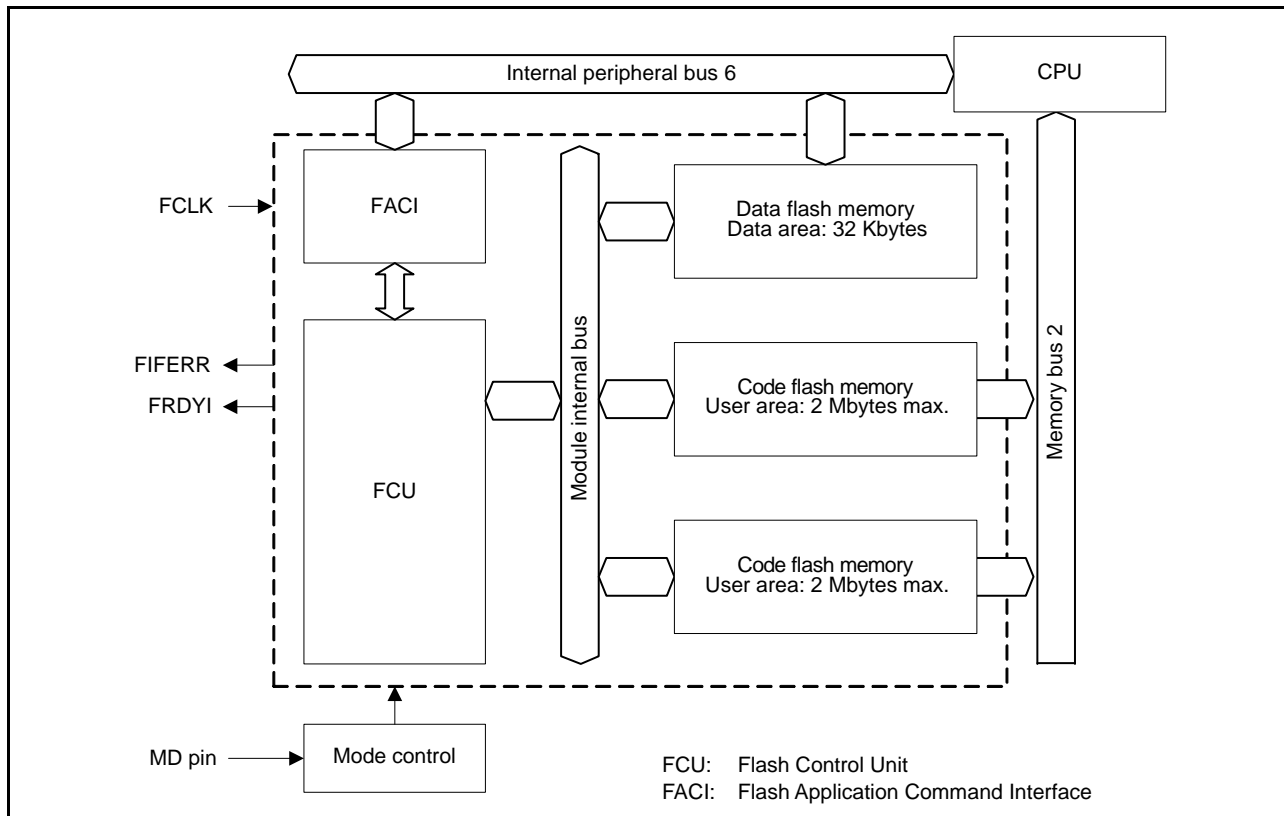 Internal peripheral bus 6
CPU
FCLK
FACI
Data flash memory
Data area: 32 Kbytes
FIFERR
FRDYI
FCU
Module internal bus
Code flash memory
User area: 2 Mbytes max.
Memory bus 2
Code flash memory
User area: 2 Mbytes max.
MD pin
Mode control
FCU: Flash Control Unit
FACI: Flash Application Command Interface